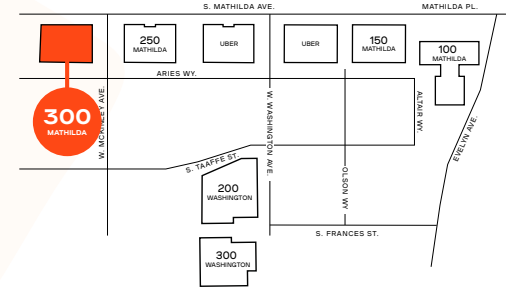 S. MATHILDA AVE.
MATHILDA PL.
250
MATHILDA
UBER
UBER
150
MATHILDA
100
MATHILDA
ARIES WY.
300
MATHILDA
W. MCKINLEY AVE.
W. WASHINGTON AVE.
ALTAIR WY.
EVELYN AVE.
S. TAAFFE ST.
OLSON WY
200
WASHINGTON
S. FRANCES ST.
300
WASHINGTON